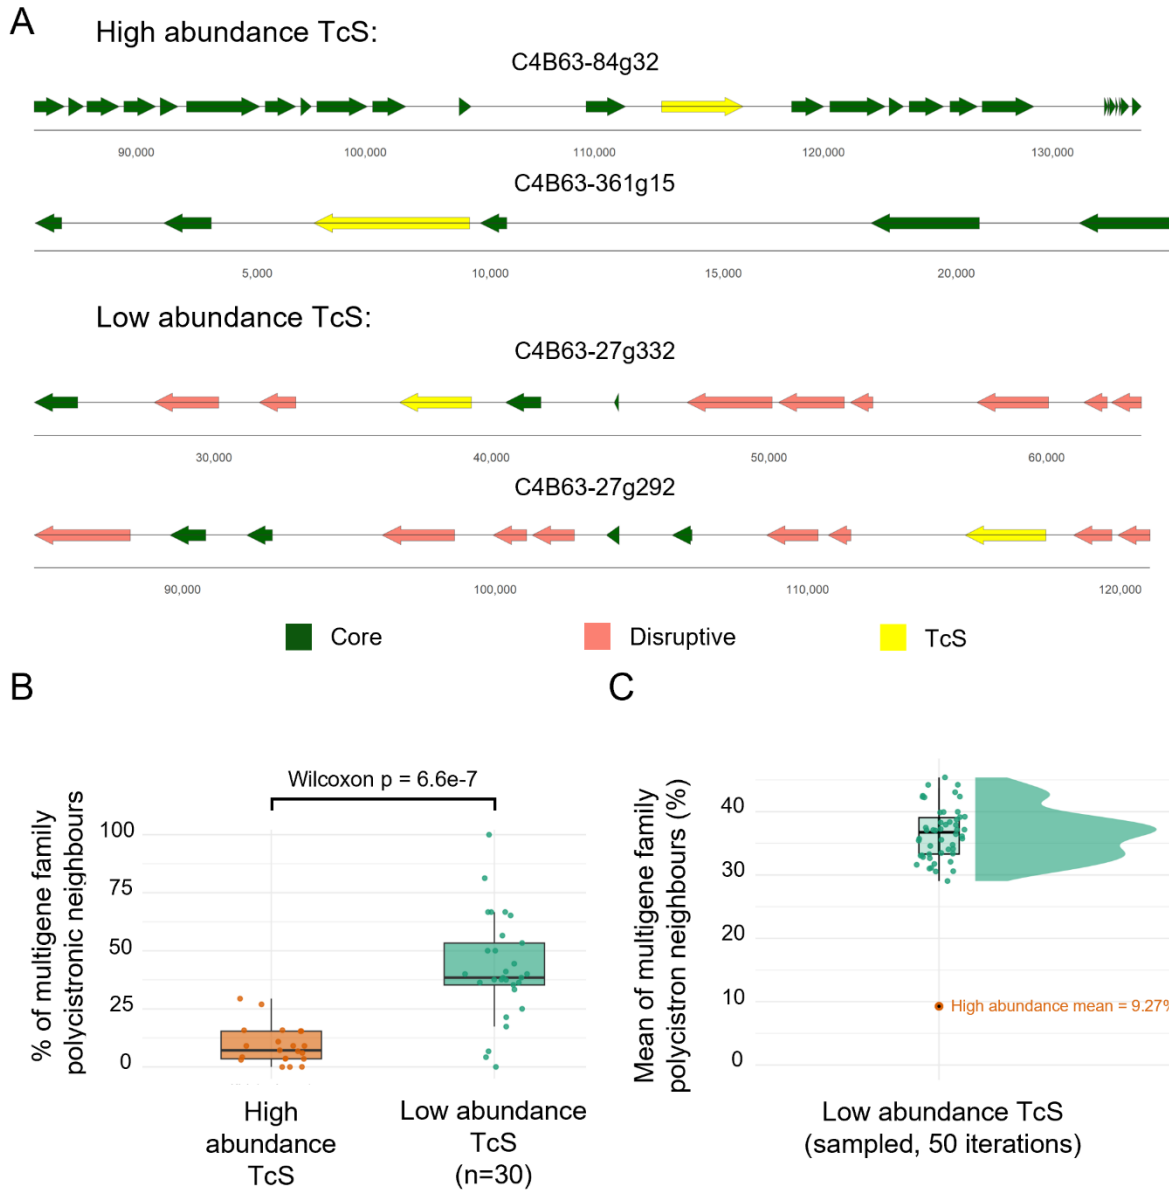 A
High abundance TcS:
C4B63-84g32
90,000 100,000 110,000 120,000 130,000
C4B63-361g15
5,000 10,000 15,000 20,000
Low abundance TcS:
C4B63-27g332
30,000 40,000 50,000 60,000
C4B63-27g292
90,000 100,000 110,000 120,000
Core Disruptive TcS
B
% of multigene family
polycistronic neighbours
Wilcoxon p = 6.6e-7
100
75
50
25
0
High
abundance
TcS
Low abundance
TcS
(n=30)
C
Mean of multigene family
polycistron neighbours (%)
40
30
20
10
0
High abundance mean = 9.27%
Low abundance TcS
(sampled, 50 iterations)